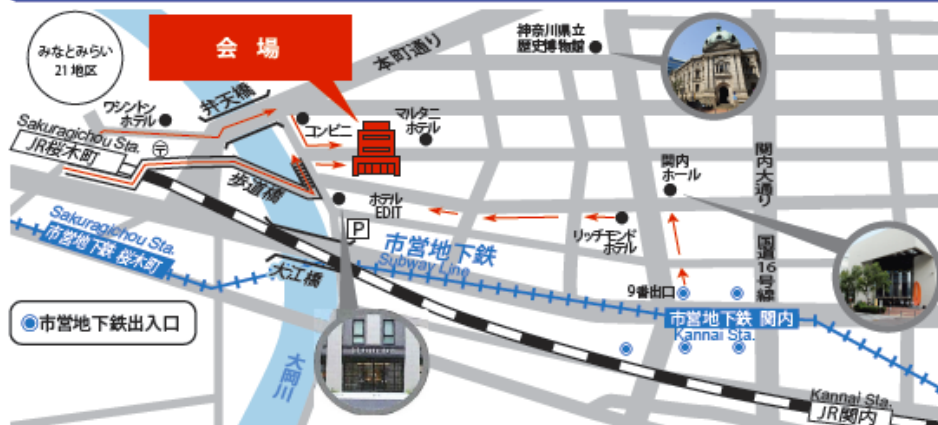 みなとみらい
21地区
会場
本町通り
神奈川県立
歴史博物館
弁天橋
ワシントン
ホテル
コンビニ
マルタニ
ホテル
Sakuragichou Sta.
JR桜木町
〒
歩道橋
ホテル
EDIT
P
関内
ホール
関内大通り
リッチモンド
ホテル
Sakuragichou Sta.
市営地下鉄 桜木町
市営地下鉄
Subway Line
大江橋
国道16号線
9番出口
市営地下鉄 関内
Kannai Sta.
市営地下鉄出入口
大岡川
Kannai Sta.
JR関内